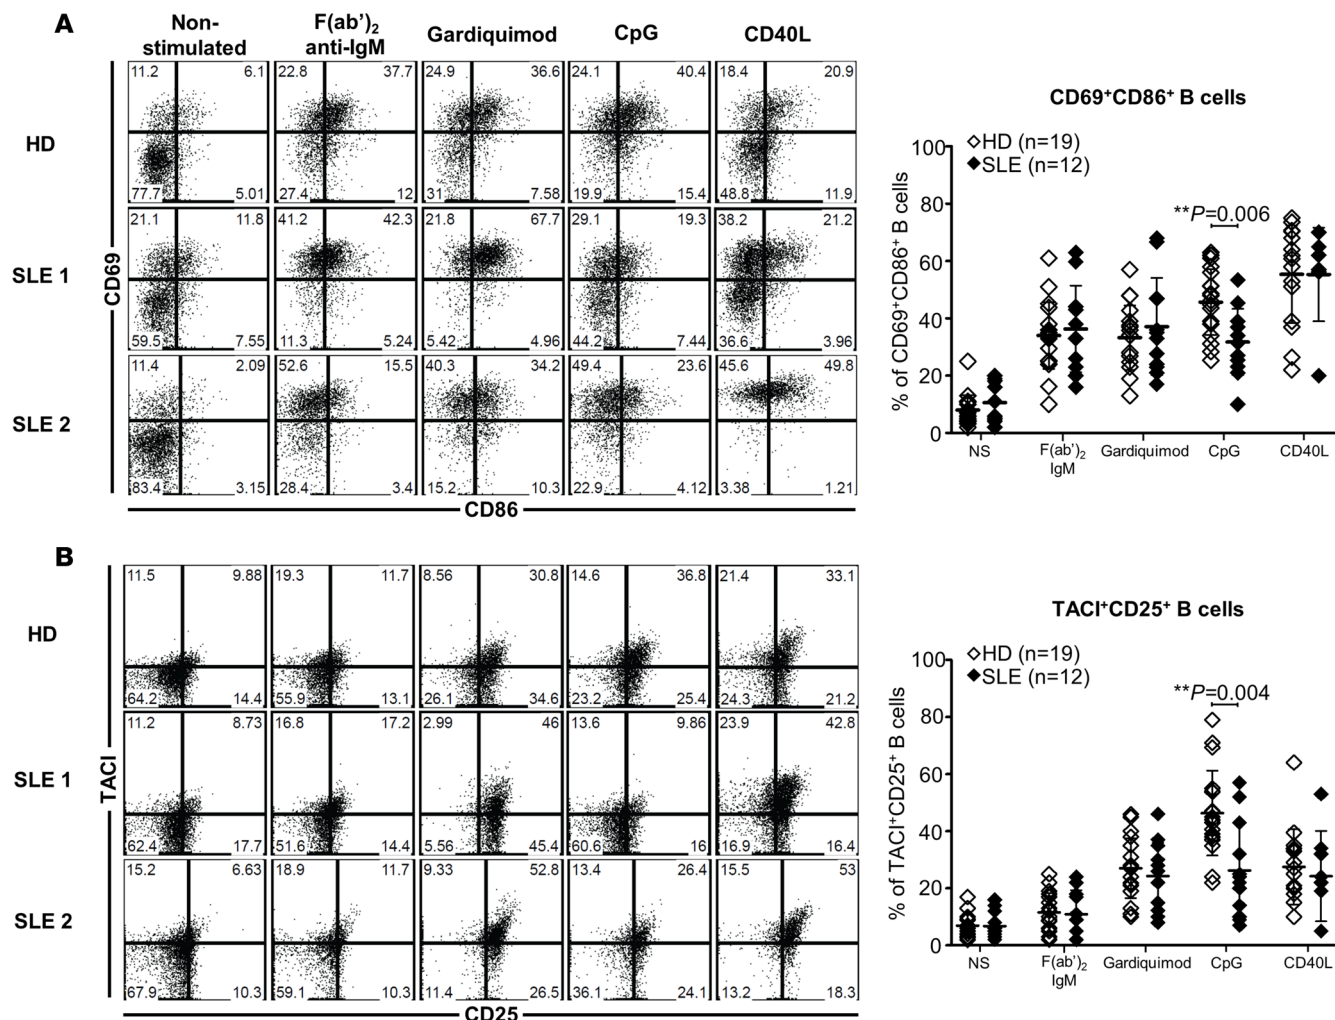 A
Non-
stimulated
F(ab’)2
anti-IgM
Gardiquimod
CpG
CD40L
HD
11.2 6.1 22.8 37.7 24.9 36.6 24.1 40.4 18.4 20.9
77.7 5.01 27.4 12 31 7.58 19.9 15.4 48.8 11.9
SLE 1
21.1 11.8 41.2 42.3 21.8 67.7 29.1 19.3 38.2 21.2
59.5 7.55 11.3 5.24 5.42 4.96 44.2 7.44 36.6 3.96
SLE 2
11.4 2.09 52.6 15.5 40.3 34.2 49.4 23.6 45.6 49.8
83.4 3.15 28.4 3.4 15.2 10.3 22.9 4.12 3.38 1.21
CD69
CD86
CD69+CD86+ B cells
HD (n=19)
SLE (n=12)
**P=0.006
% of CD69+CD86+ B cells
100
80
60
40
20
0
NS
F(ab’)2
IgM
Gardiquimod
CpG
CD40L
B
HD
11.5 9.88 19.3 11.7 8.56 30.8 14.6 36.8 21.4 33.1
64.2 14.4 55.9 13.1 26.1 34.6 23.2 25.4 24.3 21.2
SLE 1
11.2 8.73 16.8 17.2 2.99 46 13.6 9.86 23.9 42.8
62.4 17.7 51.6 14.4 5.56 45.4 60.6 16 16.9 16.4
SLE 2
15.2 6.63 18.9 11.7 9.33 52.8 13.4 26.4 15.5 53
67.9 10.3 59.1 10.3 11.4 26.5 36.1 24.1 13.2 18.3
TACI
CD25
TACI+CD25+ B cells
HD (n=19)
SLE (n=12)
**P=0.004
% of TACI+CD25+ B cells
100
80
60
40
20
0
NS
F(ab’)2
IgM
Gardiquimod
CpG
CD40L